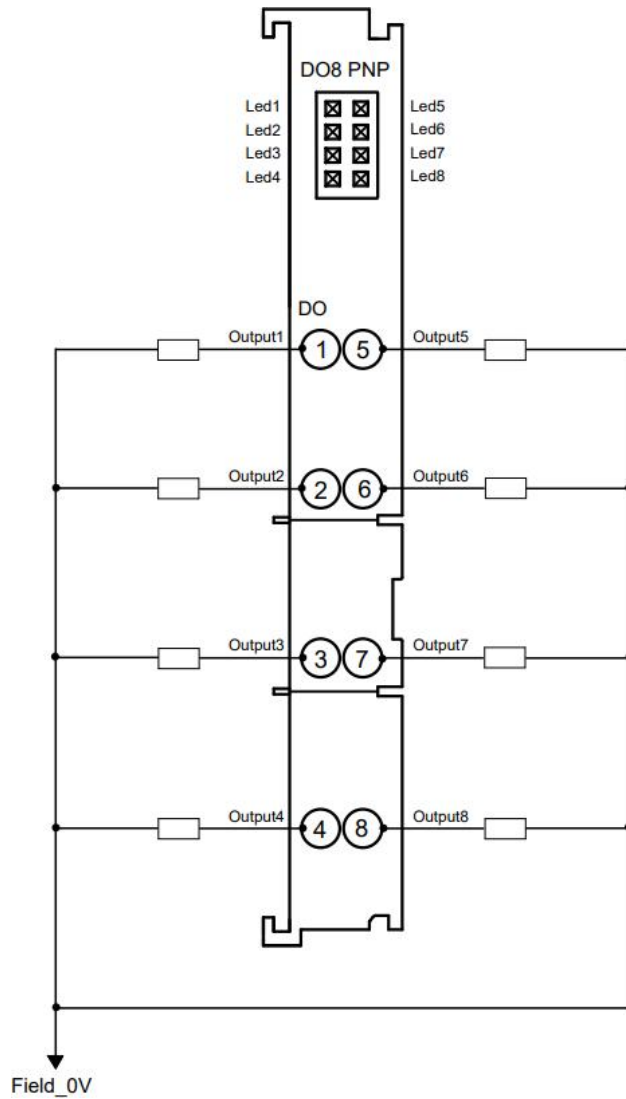 DO8 PNP
Led1 Led5
Led2 Led6
Led3 Led7
Led4 Led8
DO
Output1 1 5 Output5
Output2 2 6 Output6
Output3 3 7 Output7
Output4 4 8 Output8
Field_0V